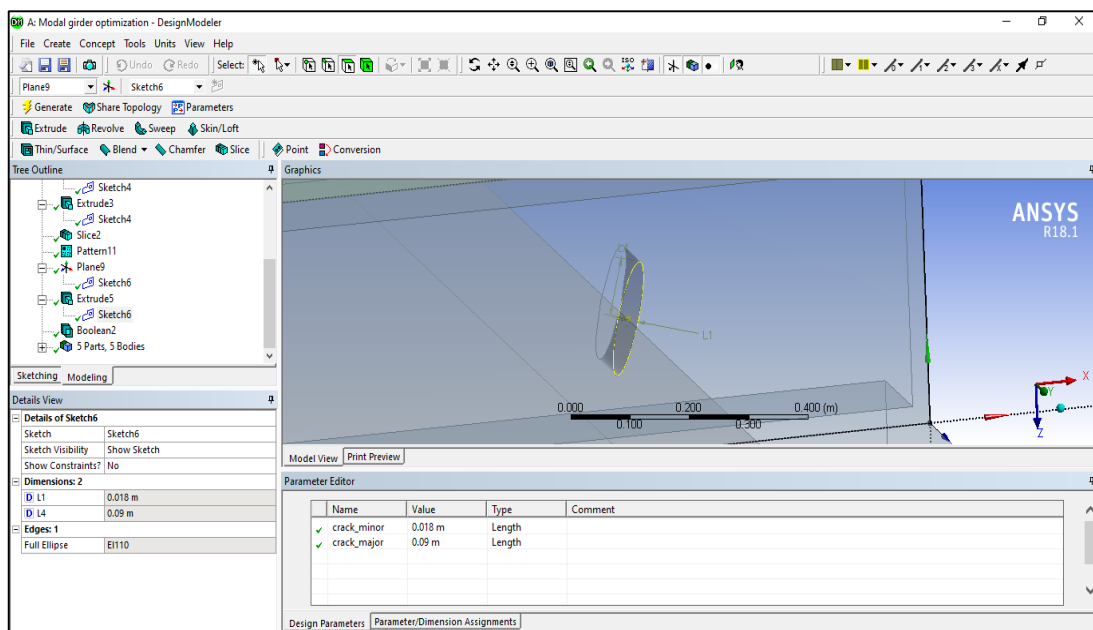 A: Modal girder optimization - DesignModeler
File Create Concept Tools Units View Help
Undo Redo Select: ISO
Plane9 Sketch6
Generate Share Topology Parameters
Extrude Revolve Sweep Skin/Loft
Thin/Surface Blend Chamfer Slice Point Conversion
Tree Outline
Sketch4
Extrude3
Sketch4
Slice2
Pattern11
Plane9
Sketch6
Extrude5
Sketch6
Boolean2
5 Parts, 5 Bodies
Sketching Modeling
Details View
Details of Sketch6
Sketch Sketch6
Sketch Visibility Show Sketch
Show Constraints? No
Dimensions: 2
D L1 0.018 m
D L4 0.09 m
Edges: 1
Full Ellipse El110
Graphics
ANSYS
R18.1
L1
0.000 0.200 0.400 (m)
0.100 0.300
X
Y
Z
Model View Print Preview
Parameter Editor
Name Value Type Comment
crack_minor 0.018 m Length
crack_major 0.09 m Length
Design Parameters Parameter/Dimension Assignments